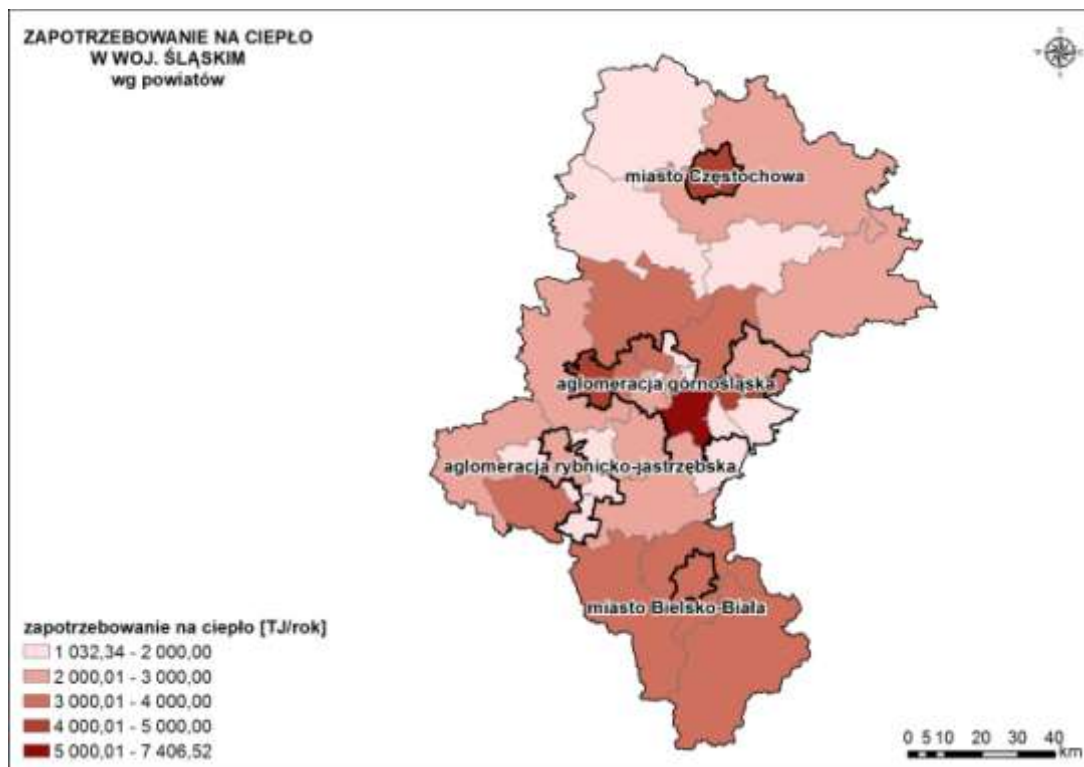 ZAPOTRZEBOWANIE NA CIEPŁO
W WOJ. ŚLĄSKIM
wg powiatów
miasto Częstochowa
aglomeracja górnośląska
aglomeracja rybnicko-jastrzębska
miasto Bielsko-Biała
zapotrzebowanie na ciepło [TJ/rok]
1 032,34 - 2 000,00
2 000,01 - 3 000,00
3 000,01 - 4 000,00
4 000,01 - 5 000,00
5 000,01 - 7 406,52
0 5 10 20 30 40
km